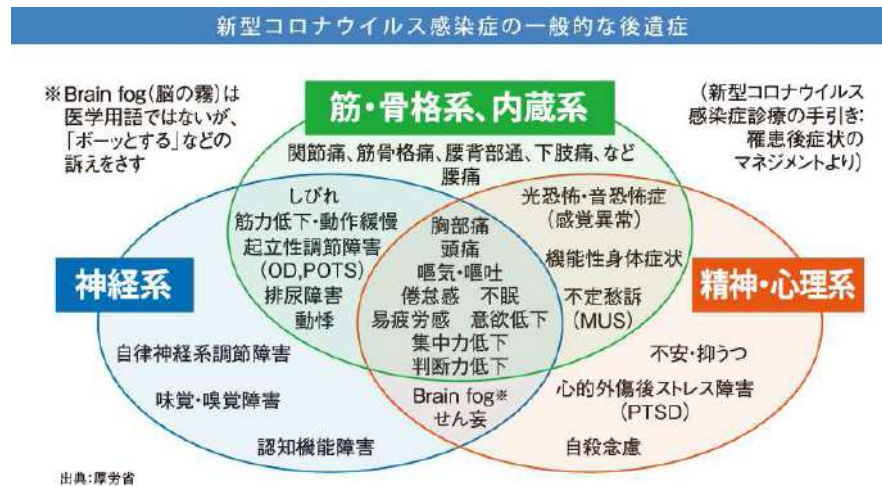 新型コロナウイルス感染症の一般的な後遺症
※Brain fog(脳の霧)は
医学用語ではないが、
「ボーッとする」などの
訴えをさす
筋・骨格系、内蔵系
(新型コロナウイルス
感染症診療の手引き:
罹患後症状の
マネジメントより)
関節痛、筋骨格痛、腰背部通、下肢痛、など
腰痛
しびれ
筋力低下・動作緩慢
起立性調節障害
(OD,POTS)
排尿障害
動悸
胸部痛
頭痛
嘔気・嘔吐
倦怠感 不眠
易疲労感 意欲低下
集中力低下
判断力低下
光恐怖・音恐怖症
(感覚異常)
機能性身体症状
不定愁訴
(MUS)
神経系
精神・心理系
自律神経系調節障害
味覚・嗅覚障害
認知機能障害
Brain fog※
せん妄
不安・抑うつ
心的外傷後ストレス障害
(PTSD)
自殺念慮
出典:厚労省